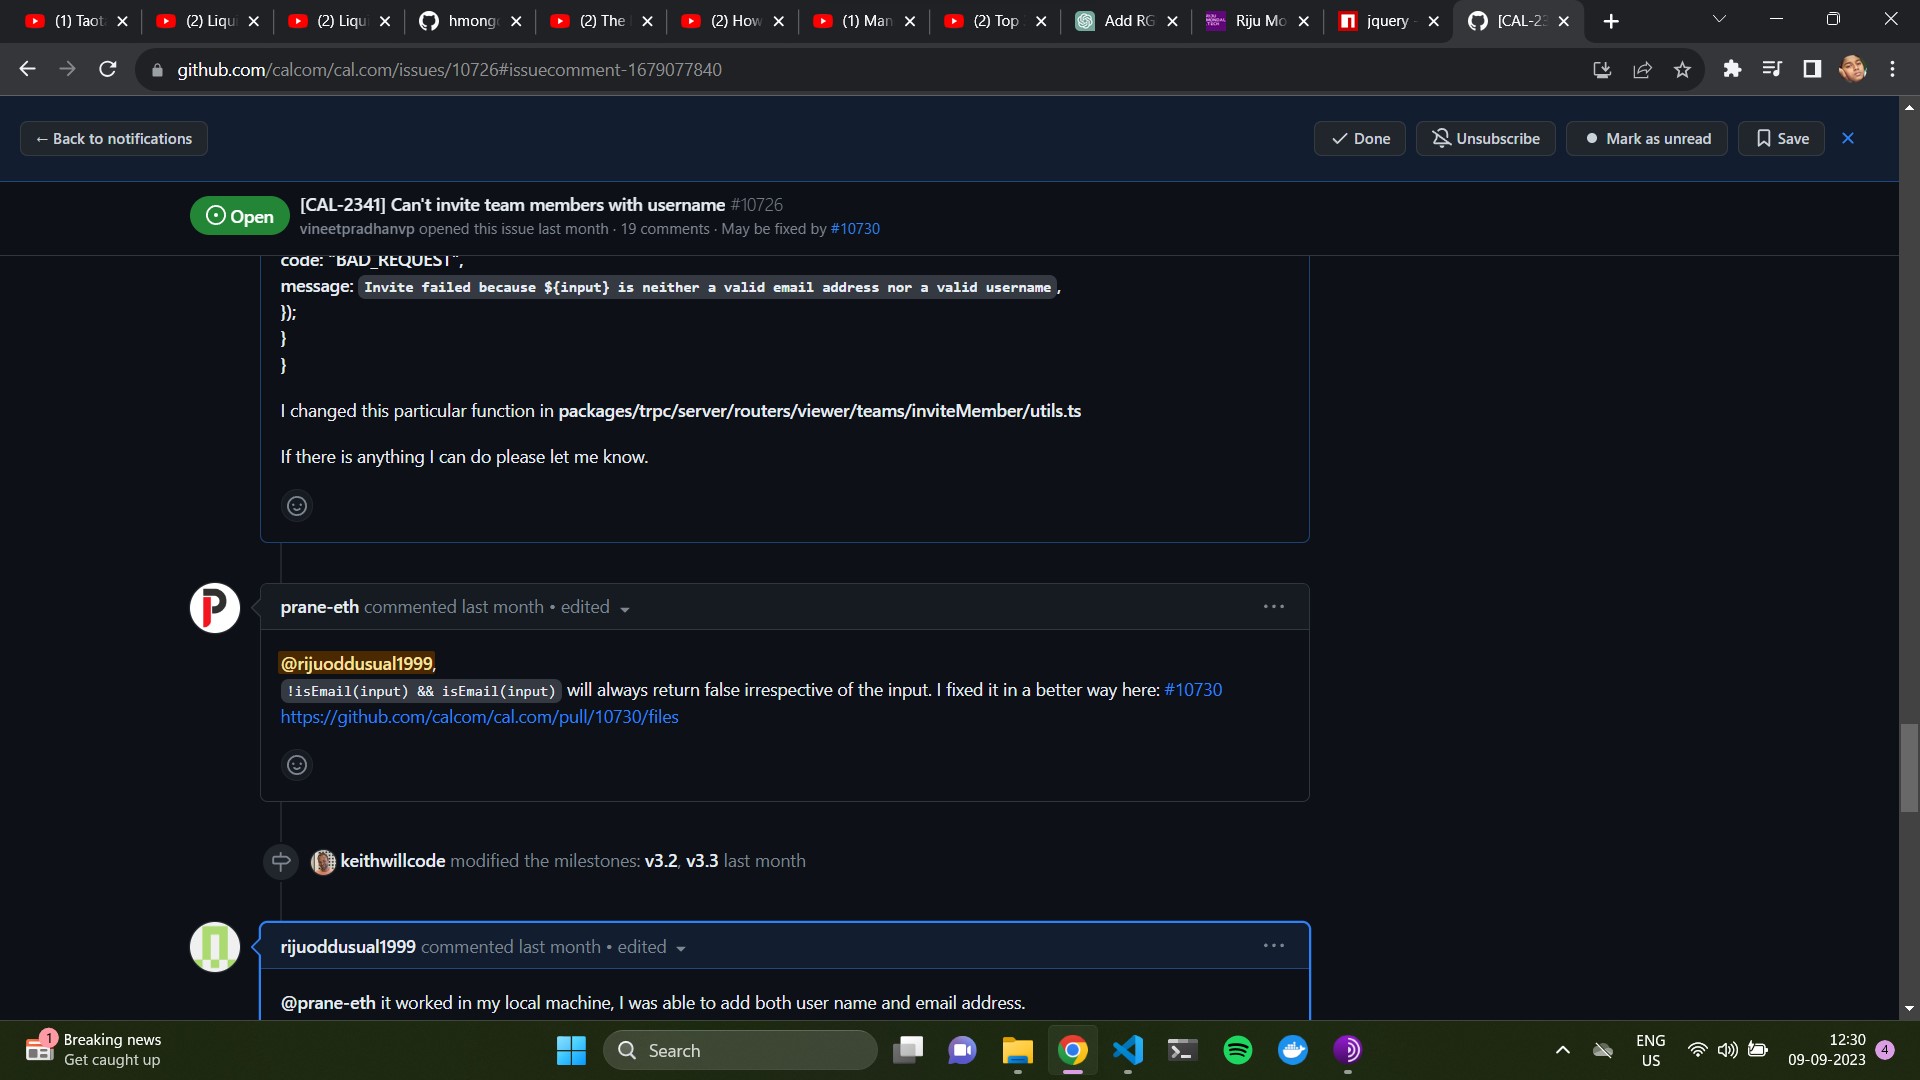 (1) Taot
(2) Liqu
(2) Liqu
hmong
(2) The
(2) How
(1) Man
(2) Top
Add RG
Riju Mo
jquery
[CAL-23
github.com/calcom/cal.com/issues/10726#issuecomment-1679077840
← Back to notifications
Done
Unsubscribe
Mark as unread
Save
Open
[CAL-2341] Can't invite team members with username #10726
vineetpradhanvp opened this issue last month · 19 comments · May be fixed by #10730
code: "BAD_REQUEST",
message: Invite failed because ${input} is neither a valid email address nor a valid username ,
});
}
}
I changed this particular function in packages/trpc/server/routers/viewer/teams/inviteMember/utils.ts
If there is anything I can do please let me know.
prane-eth commented last month • edited
@rijuoddusual1999,
!isEmail(input) && isEmail(input) will always return false irrespective of the input. I fixed it in a better way here: #10730
https://github.com/calcom/cal.com/pull/10730/files
keithwillcode modified the milestones: v3.2, v3.3 last month
rijuoddusual1999 commented last month • edited
@prane-eth it worked in my local machine, I was able to add both user name and email address.
1
Breaking news
Get caught up
Search
ENG
US
12:30
09-09-2023
4